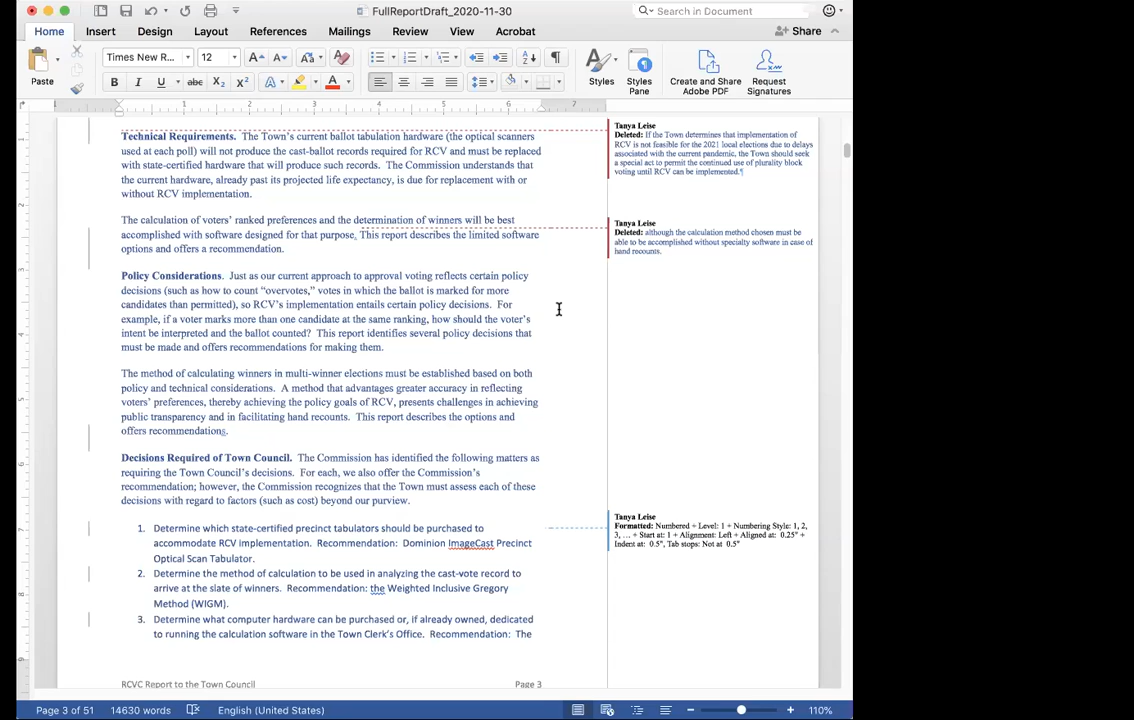 FullReportDraft_2020-11-30
Search in Document
Home Insert Design Layout References Mailings Review View Acrobat
Share
Times New R... 12
Paste
Styles
Styles Pane
Create and Share Adobe PDF
Request Signatures
Technical Requirements. The Town's current ballot tabulation hardware (the optical scanners
used at each poll) will not produce the cast-ballot records required for RCV and must be replaced
with state-certified hardware that will produce such records. The Commission understands that
the current hardware, already past its projected life expectancy, is due for replacement with or
without RCV implementation.
The calculation of voters' ranked preferences and the determination of winners will be best
accomplished with software designed for that purpose. This report describes the limited software
options and offers a recommendation.
Policy Considerations. Just as our current approach to approval voting reflects certain policy
decisions (such as how to count "overvotes," votes in which the ballot is marked for more
candidates than permitted), so RCV's implementation entails certain policy decisions. For
example, if a voter marks more than one candidate at the same ranking, how should the voter's
intent be interpreted and the ballot counted? This report identifies several policy decisions that
must be made and offers recommendations for making them.
The method of calculating winners in multi-winner elections must be established based on both
policy and technical considerations. A method that advantages greater accuracy in reflecting
voters' preferences, thereby achieving the policy goals of RCV, presents challenges in achieving
public transparency and in facilitating hand recounts. This report describes the options and
offers recommendations.
Decisions Required of Town Council. The Commission has identified the following matters as
requiring the Town Council's decisions. For each, we also offer the Commission's
recommendation; however, the Commission recognizes that the Town must assess each of these
decisions with regard to factors (such as cost) beyond our purview.
1. Determine which state-certified precinct tabulators should be purchased to
accommodate RCV implementation. Recommendation: Dominion ImageCast Precinct
Optical Scan Tabulator.
2. Determine the method of calculation to be used in analyzing the cast-vote record to
arrive at the slate of winners. Recommendation: the Weighted Inclusive Gregory
Method (WIGM).
3. Determine what computer hardware can be purchased or, if already owned, dedicated
to running the calculation software in the Town Clerk's Office. Recommendation: The
RCVC Report to the Town Council Page 3
Tanya Leise
Deleted: If the Town determines that implementation of
RCV is not feasible for the 2021 local elections due to delays
associated with the current pandemic, the Town should seek
a special act to permit the continued use of plurality block
voting until RCV can be implemented.¶
Tanya Leise
Deleted: although the calculation method chosen must be
able to be accomplished without specialty software in case of
hand recounts.
Tanya Leise
Formatted: Numbered + Level: 1 + Numbering Style: 1, 2,
3, … + Start at: 1 + Alignment: Left + Aligned at: 0.25" +
Indent at: 0.5", Tab stops: Not at 0.5"
Page 3 of 51 14630 words English (United States) 110%